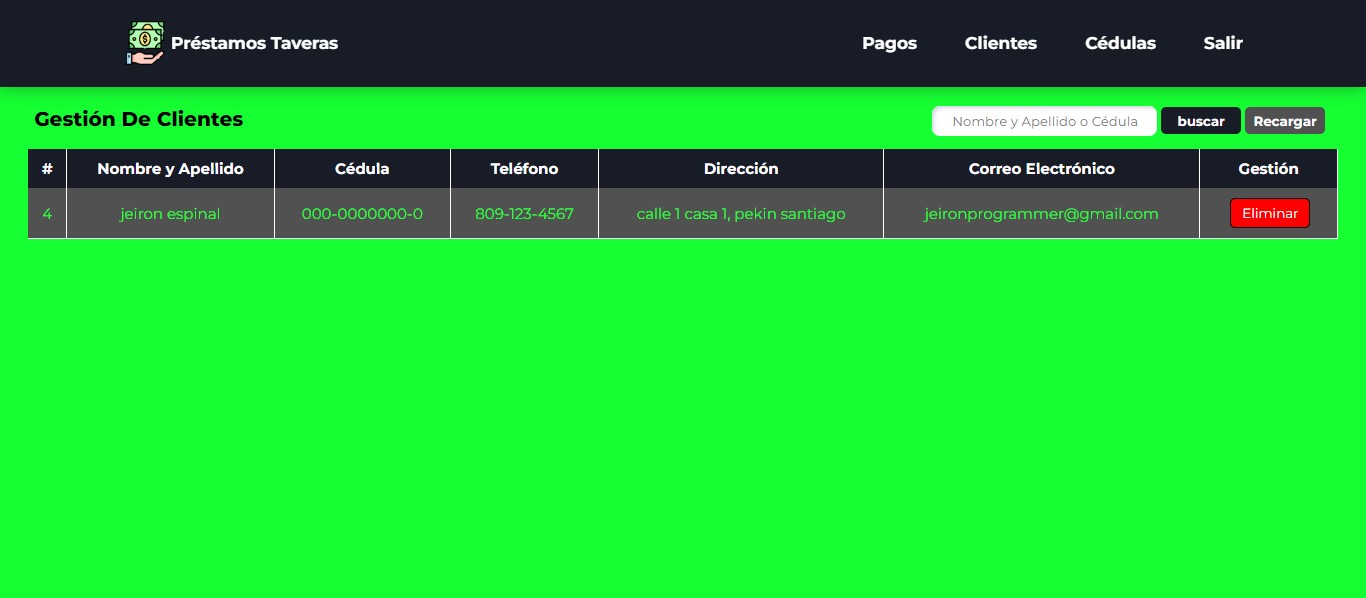 Préstamos Taveras Pagos Clientes Cédulas Salir
Gestión De Clientes Nombre y Apellido o Cédula buscar Recargar
# Nombre y Apellido Cédula Teléfono Dirección Correo Electrónico Gestión
4 jeiron espinal 000-0000000-0 809-123-4567 calle 1 casa 1, pekin santiago jeironprogrammer@gmail.com Eliminar